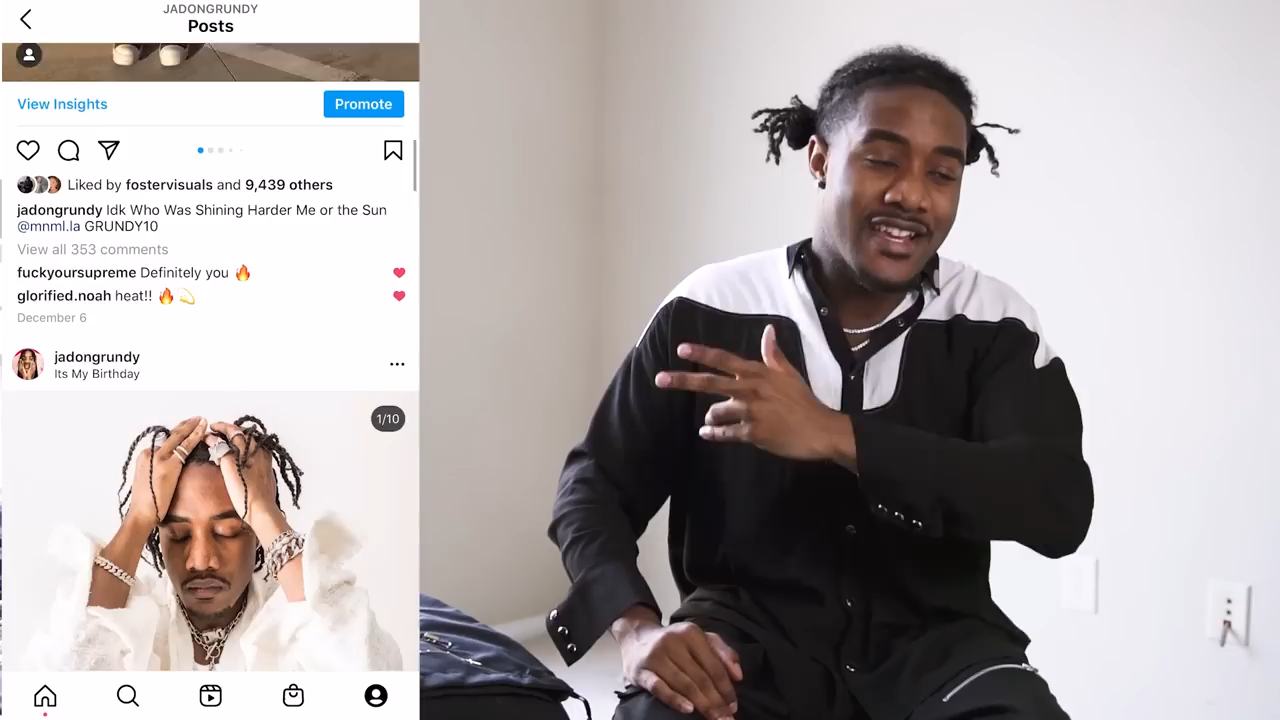 JADONGRUNDY
Posts
View Insights
Promote
Liked by fostervisuals and 9,439 others
jadongrundy Idk Who Was Shining Harder Me or the Sun
@mnml.la GRUNDY10
View all 353 comments
fuckyoursupreme Definitely you 🔥
glorified.noah heat!! 🔥 💫
December 6
jadongrundy
Its My Birthday
1/10